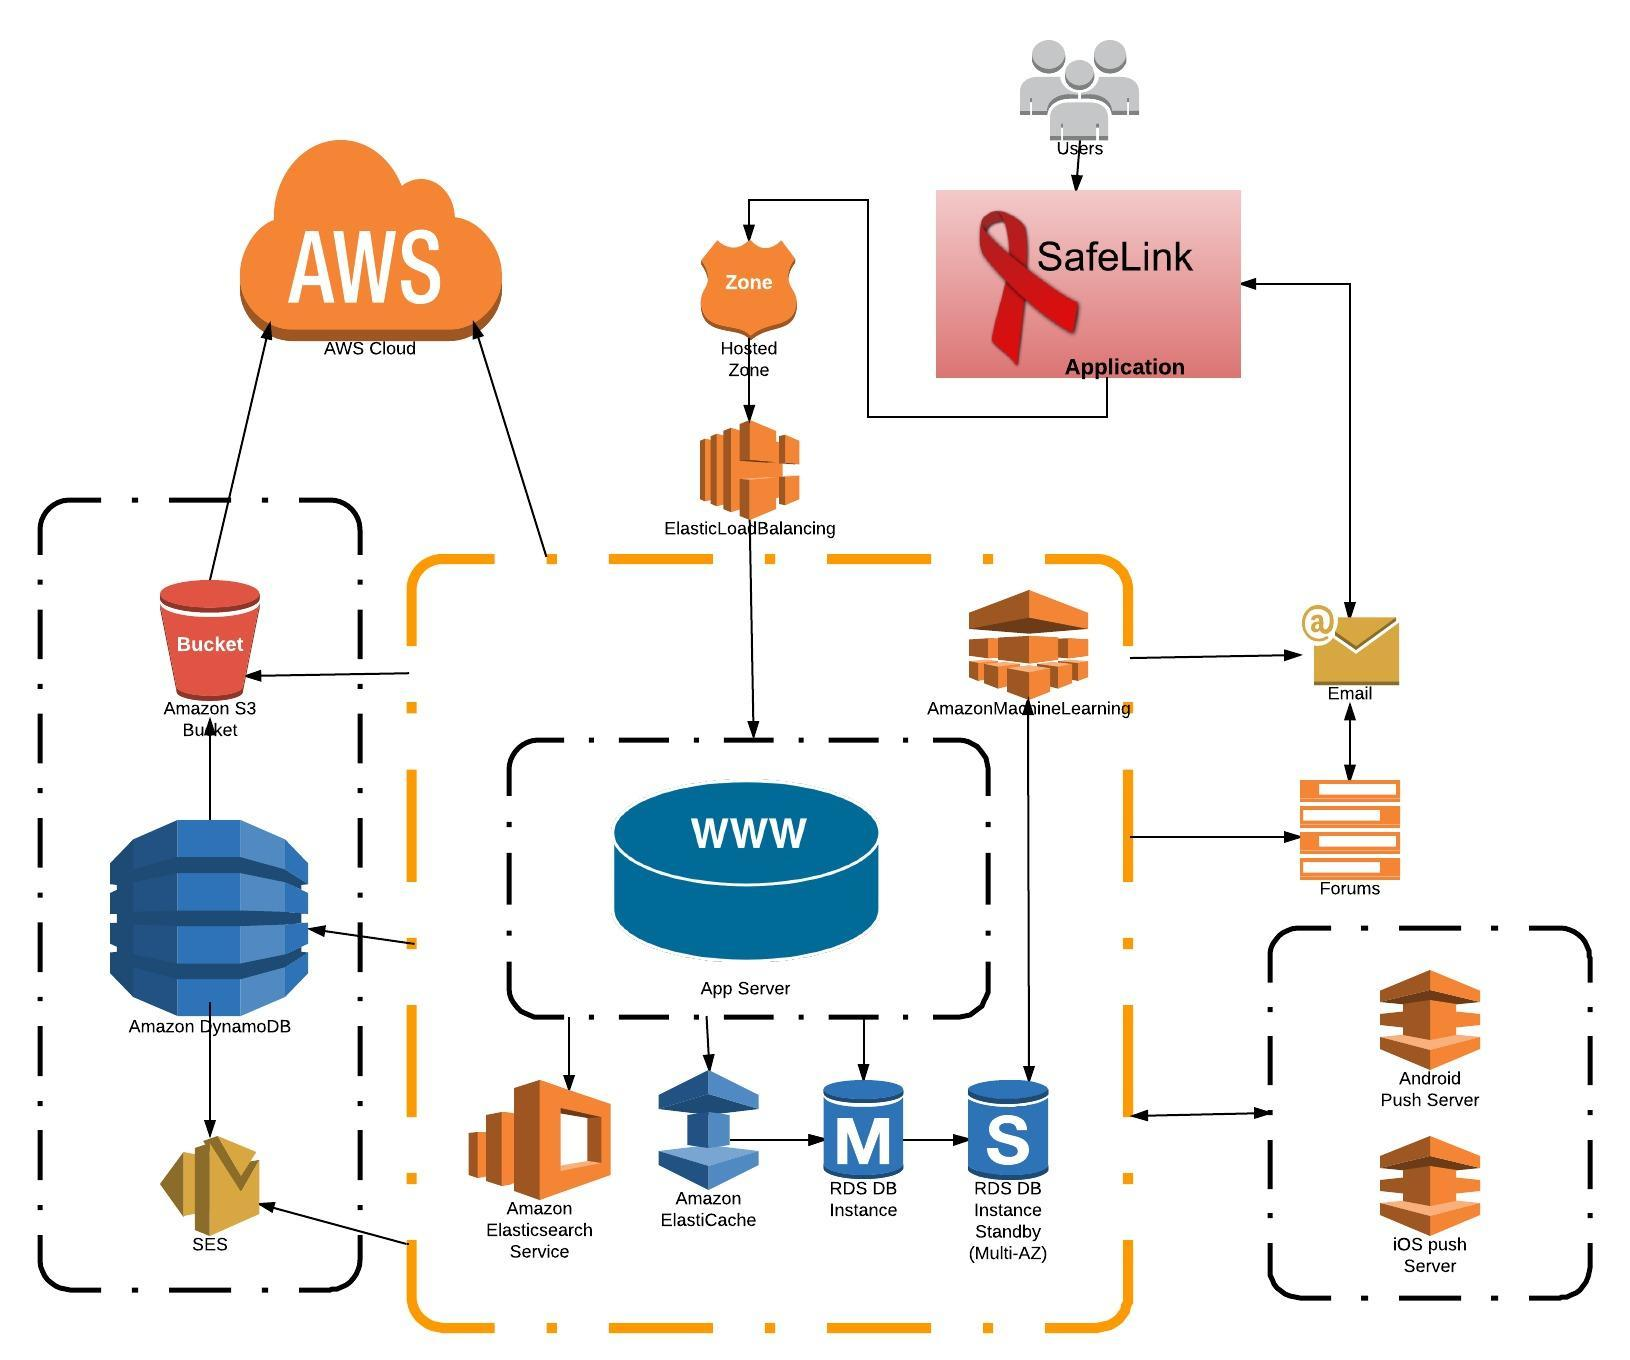 Users
SafeLink
Application
AWS
AWS Cloud
Zone
Hosted
Zone
ElasticLoadBalancing
Bucket
Amazon S3
Bucket
AmazonMachineLearning
@
Email
WWW
App Server
Forums
Amazon DynamoDB
Android
Push Server
M
S
SES
Amazon
Elasticsearch
Service
Amazon
ElastiCache
RDS DB
Instance
RDS DB
Instance
Standby
(Multi-AZ)
iOS push
Server